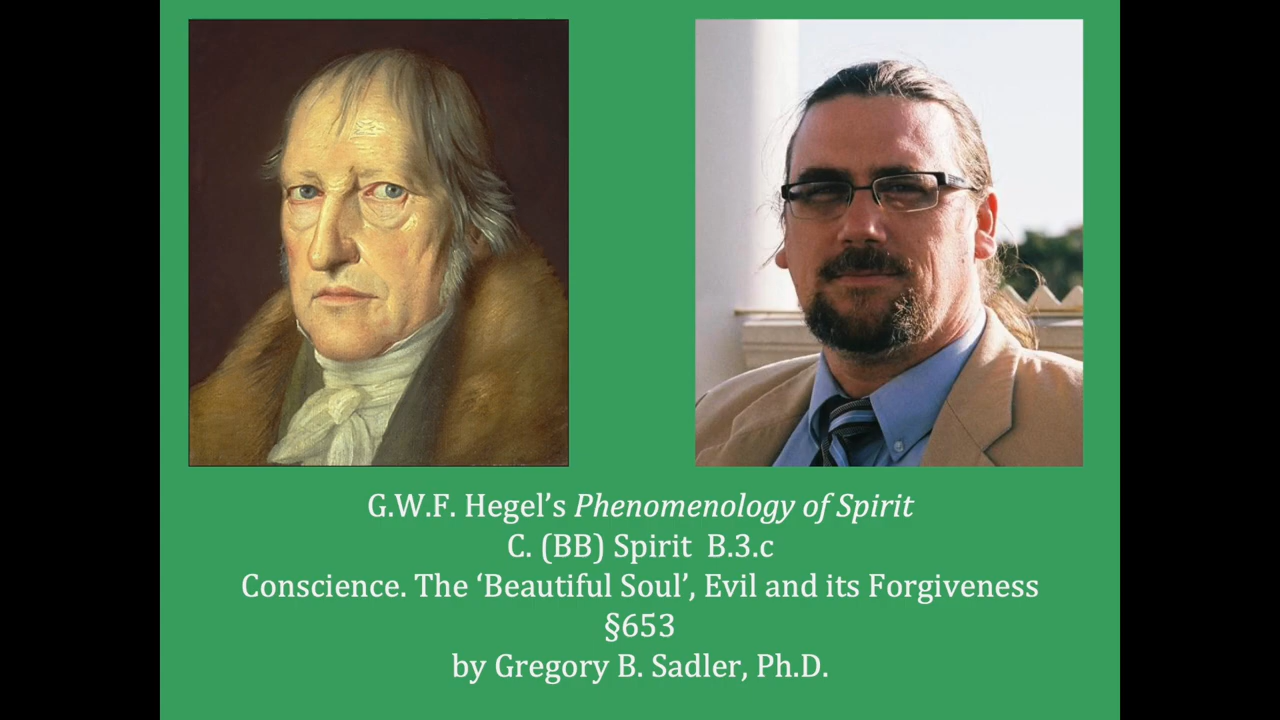 G.W.F. Hegel’s Phenomenology of Spirit
C. (BB) Spirit B.3.c
Conscience. The ‘Beautiful Soul’, Evil and its Forgiveness
§653
by Gregory B. Sadler, Ph.D.